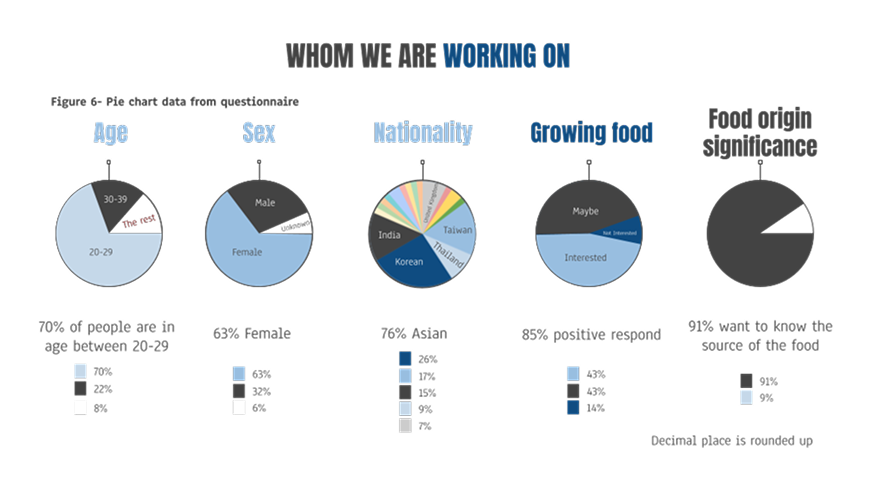 WHOM WE ARE WORKING ON
Figure 6- Pie chart data from questionnaire
Age
Sex
Nationality
Growing food
Food origin
significance
30-39
The rest
20-29
Male
Unknown
Female
United Kingdom
India
Taiwan
Thailand
Korean
Maybe
Not Interested
Interested
70% of people are in
age between 20-29
63% Female
76% Asian
85% positive respond
91% want to know the
source of the food
70%
22%
8%
63%
32%
6%
26%
17%
15%
9%
7%
43%
43%
14%
91%
9%
Decimal place is rounded up